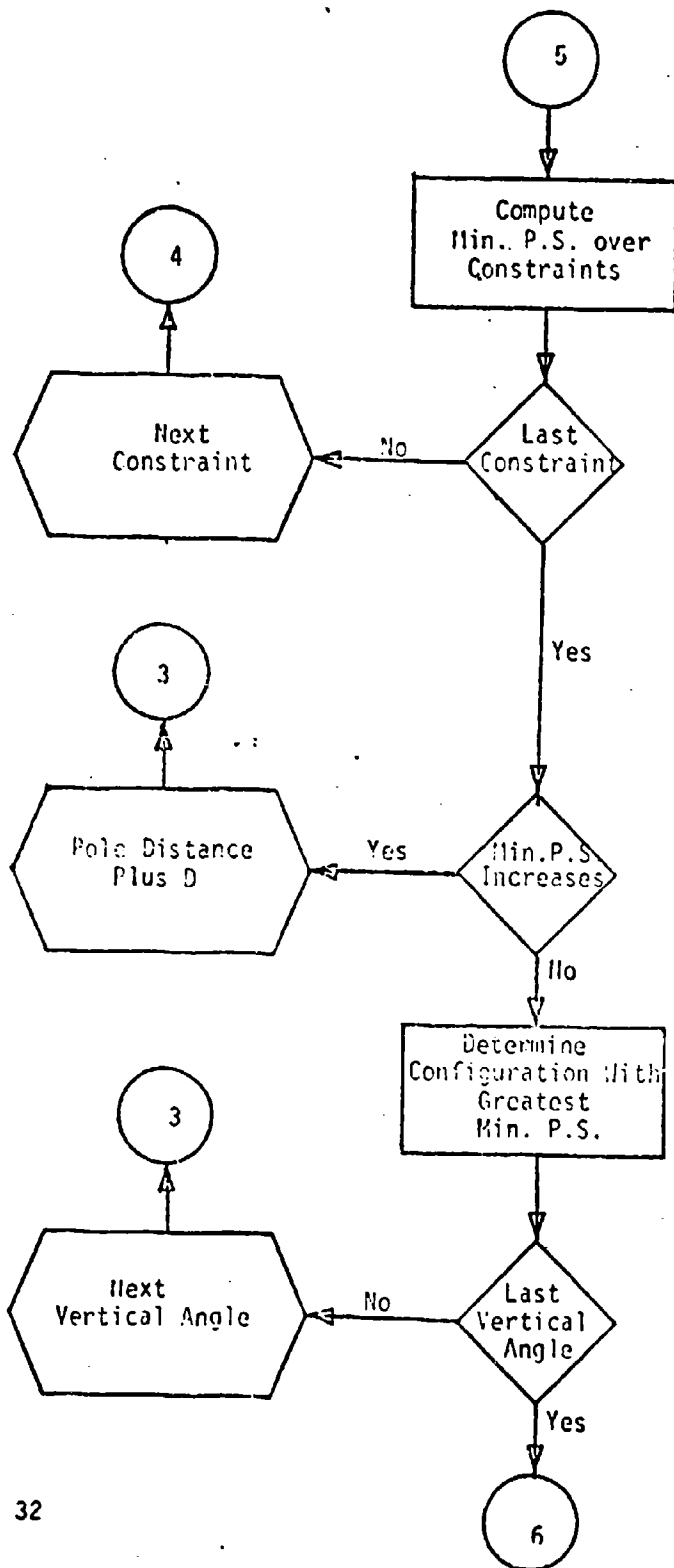 5
Compute
Min. P.S. over
Constraints
4
Next
Constraint
No
Last
Constraint
Yes
3
Pole Distance
Plus D
Yes
Min.P.S.
Increases
No
Determine
Configuration With
Greatest
Min. P.S.
3
Next
Vertical Angle
No
Last
Vertical
Angle
Yes
32
6